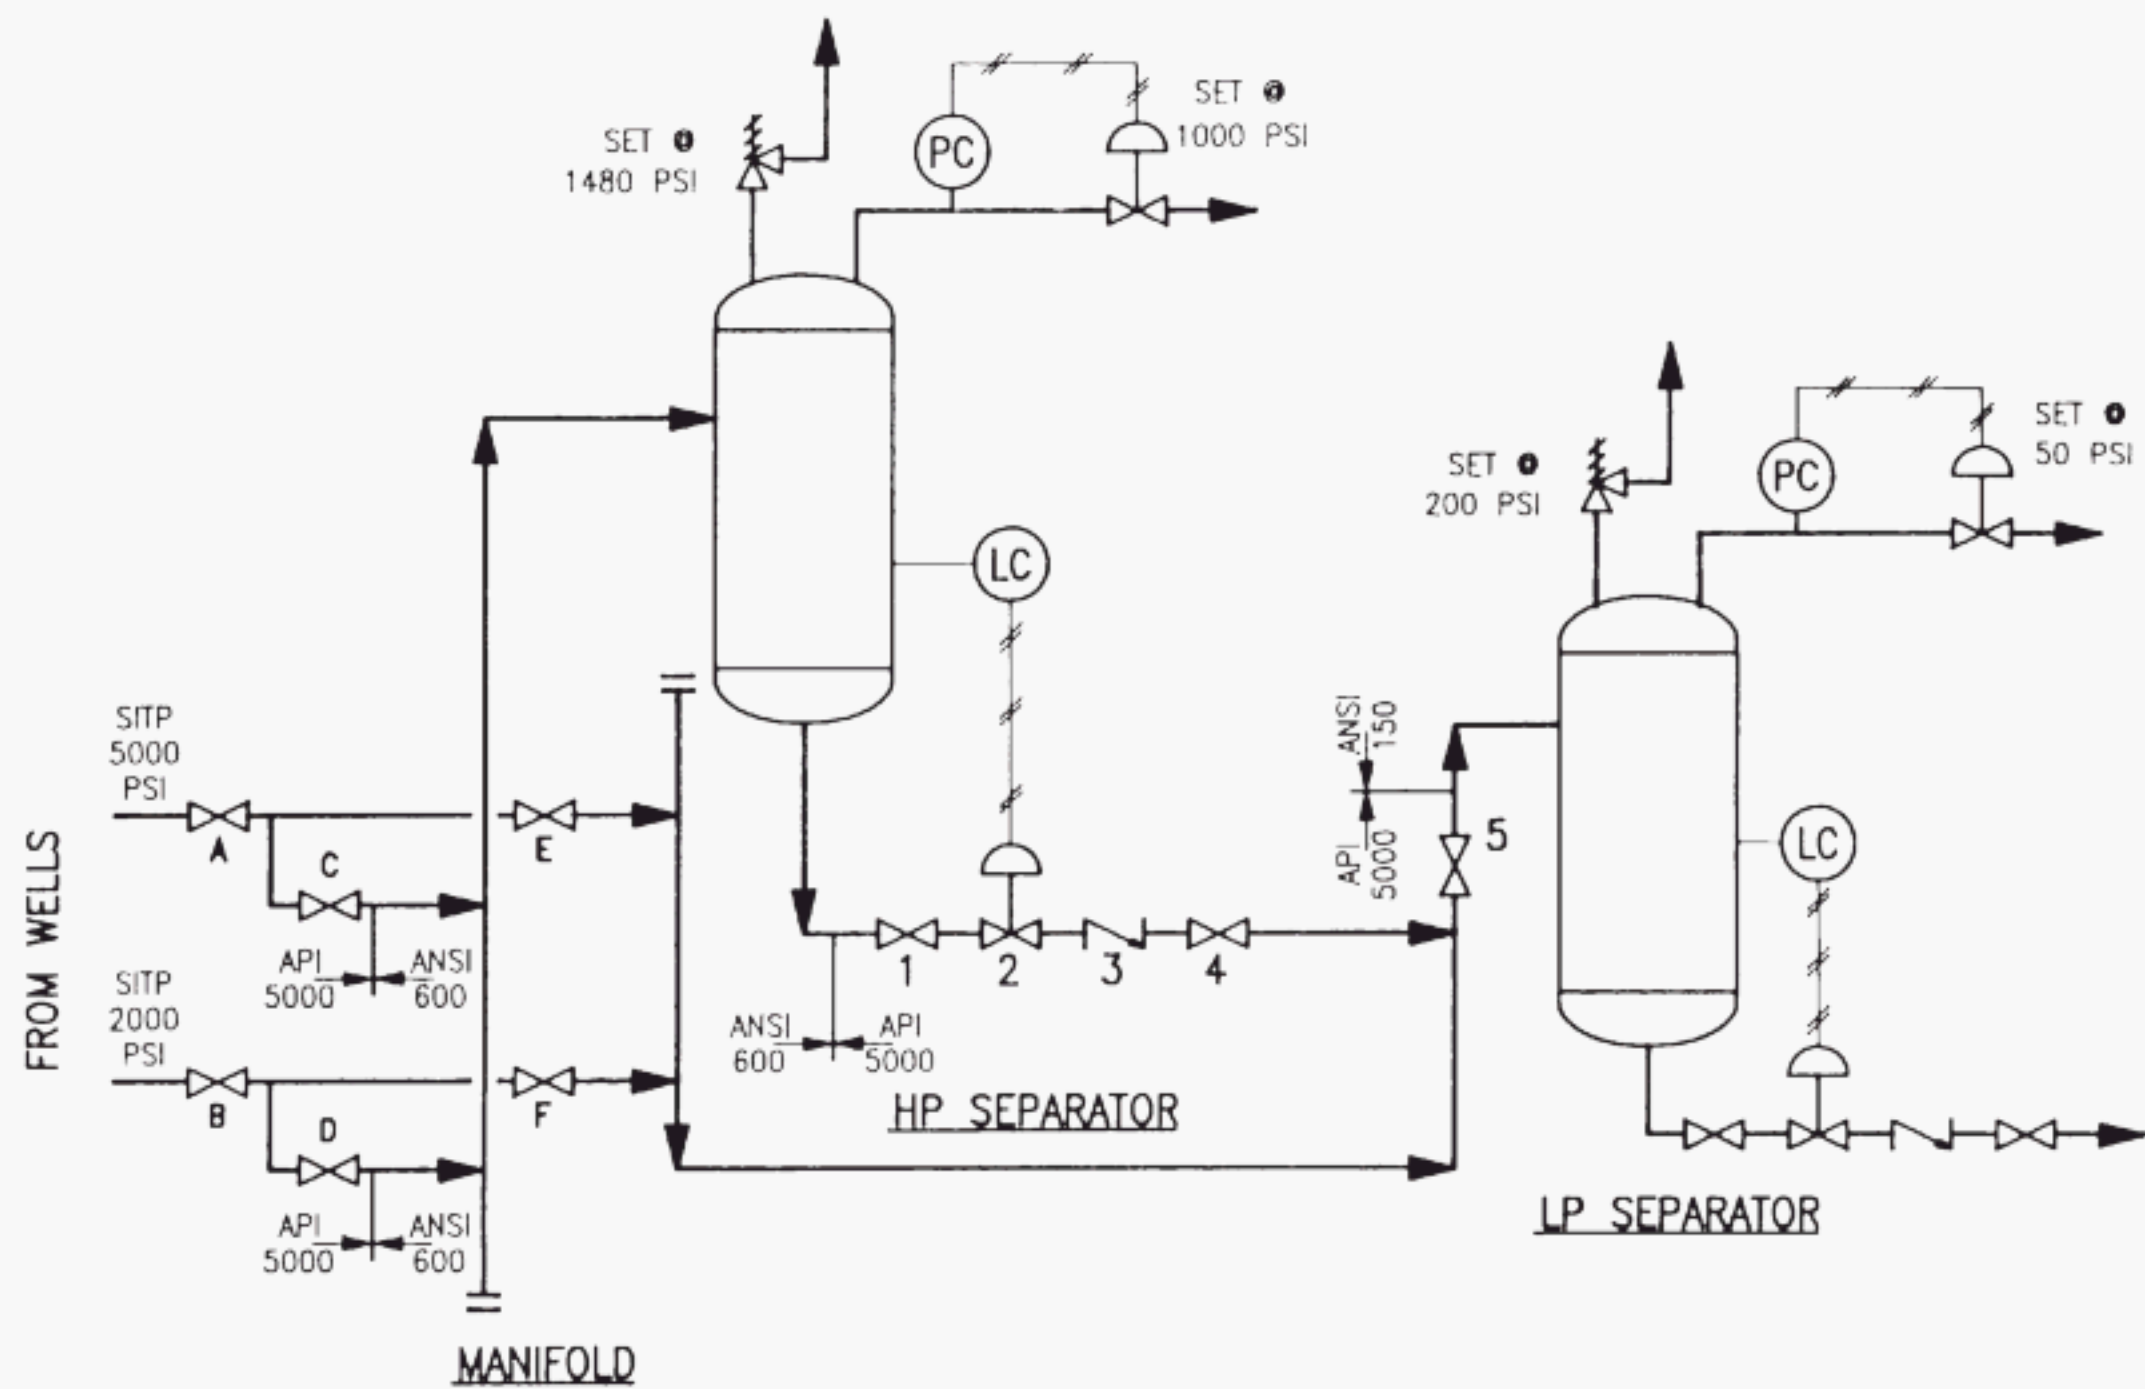 SET @
1480 PSI
PC
SET @
1000 PSI
SET @
200 PSI
PC
SET @
50 PSI
LC
SITP
5000
PSI
A
C
E
API
5000
ANSI
600
FROM WELLS
SITP
2000
PSI
B
D
F
API
5000
ANSI
600
MANIFOLD
1
2
3
4
ANSI
600
API
5000
HP SEPARATOR
ANSI
150
API
5000
5
LC
LP SEPARATOR